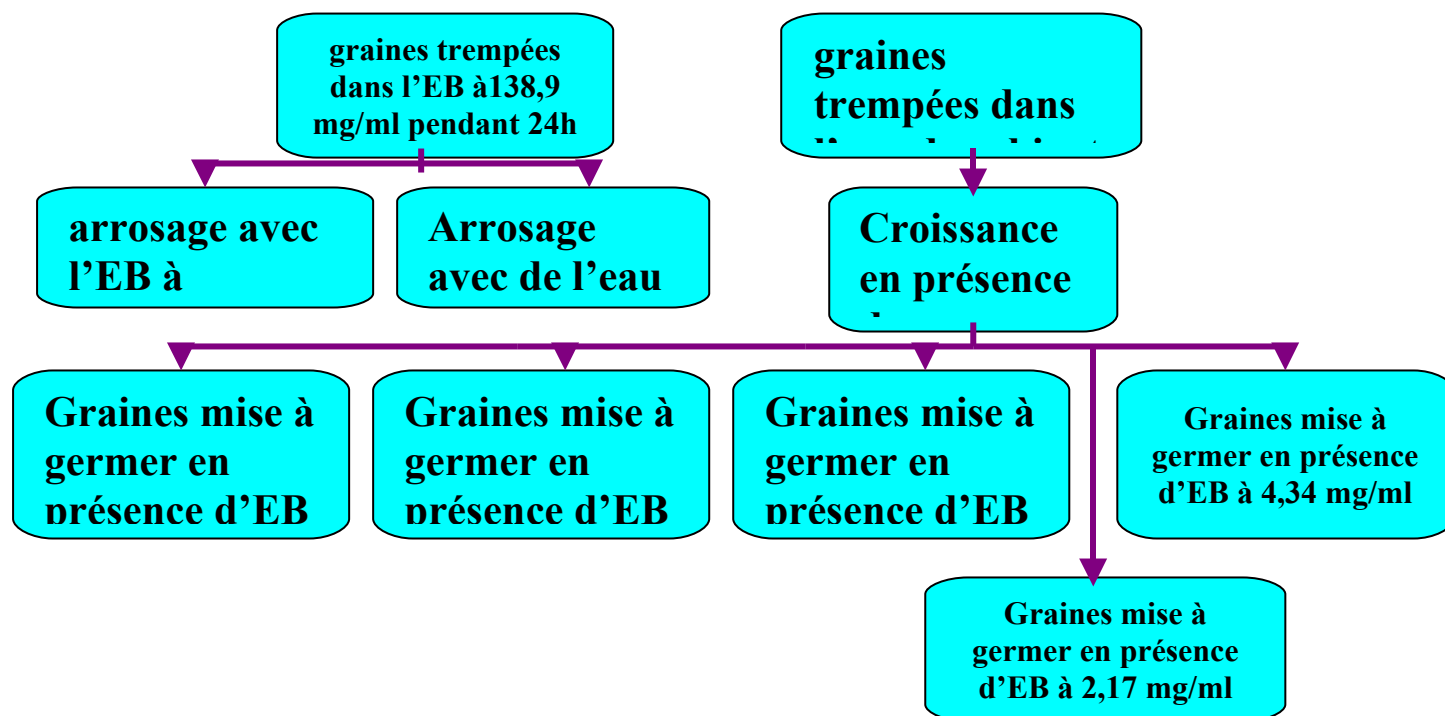 graines trempées
dans l’EB à138,9
mg/ml pendant 24h
graines
trempées dans
arrosage avec
l’EB à
Arrosage
avec de l’eau
Croissance
en présence
Graines mise à
germer en
présence d’EB
Graines mise à
germer en
présence d’EB
Graines mise à
germer en
présence d’EB
Graines mise à
germer en présence
d’EB à 4,34 mg/ml
Graines mise à
germer en présence
d’EB à 2,17 mg/ml